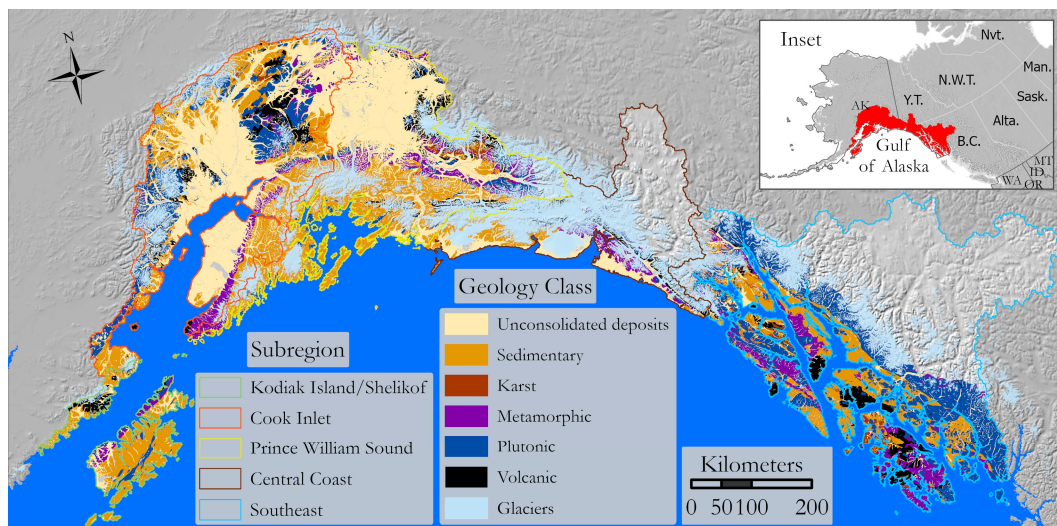 N
Inset
Nvt.
N.W.T.
Man.
Y.T.
Sask.
AK
Alta.
B.C.
Gulf
of Alaska
MT
ID
WA
OR
Geology Class
Unconsolidated deposits
Sedimentary
Karst
Metamorphic
Plutonic
Volcanic
Glaciers
Subregion
Kodiak Island/Shelikof
Cook Inlet
Prince William Sound
Central Coast
Southeast
Kilometers
0 50 100 200